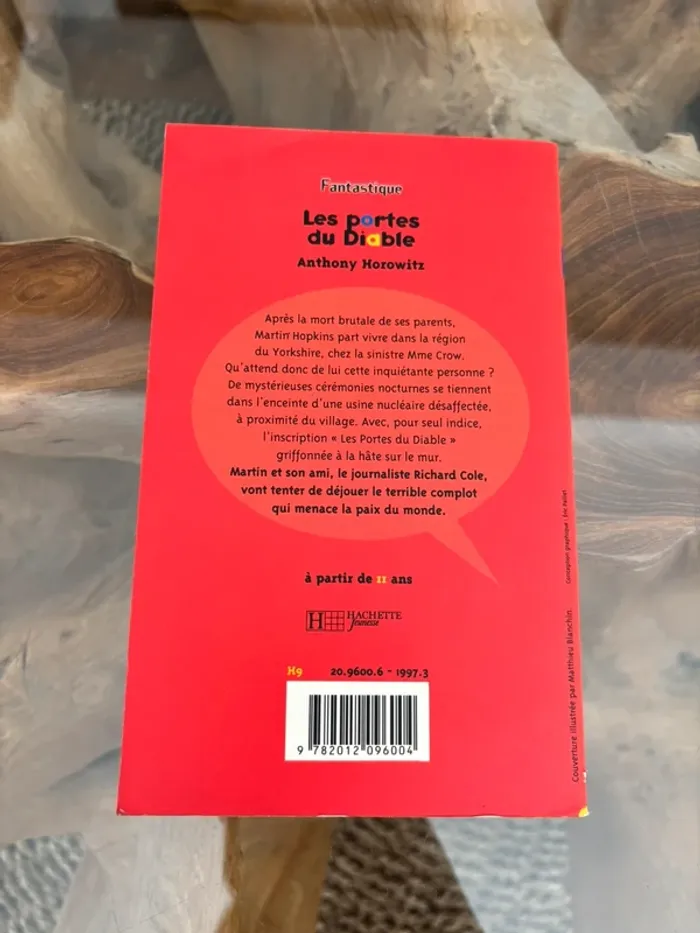 Fantastique
Les portes
du Diable
Anthony Horowitz
Après la mort brutale de ses parents,
Martin Hopkins part vivre dans la région
du Yorkshire, chez la sinistre Mme Crow.
Qu'attend donc de lui cette inquiétante personne ?
De mystérieuses cérémonies nocturnes se tiennent
dans l'enceinte d'une usine nucléaire désaffectée,
à proximité du village. Avec, pour seul indice,
l'inscription « Les Portes du Diable »
griffonnée à la hâte sur le mur.
Martin et son ami, le journaliste Richard Cole,
vont tenter de déjouer le terrible complot
qui menace la paix du monde.
à partir de 11 ans
H HACHETTE
Jeunesse
H9 20.9600.6 - 1997.3
9 782012 096004
Couverture illustrée par Matthieu Blanchin.
Conception graphique :